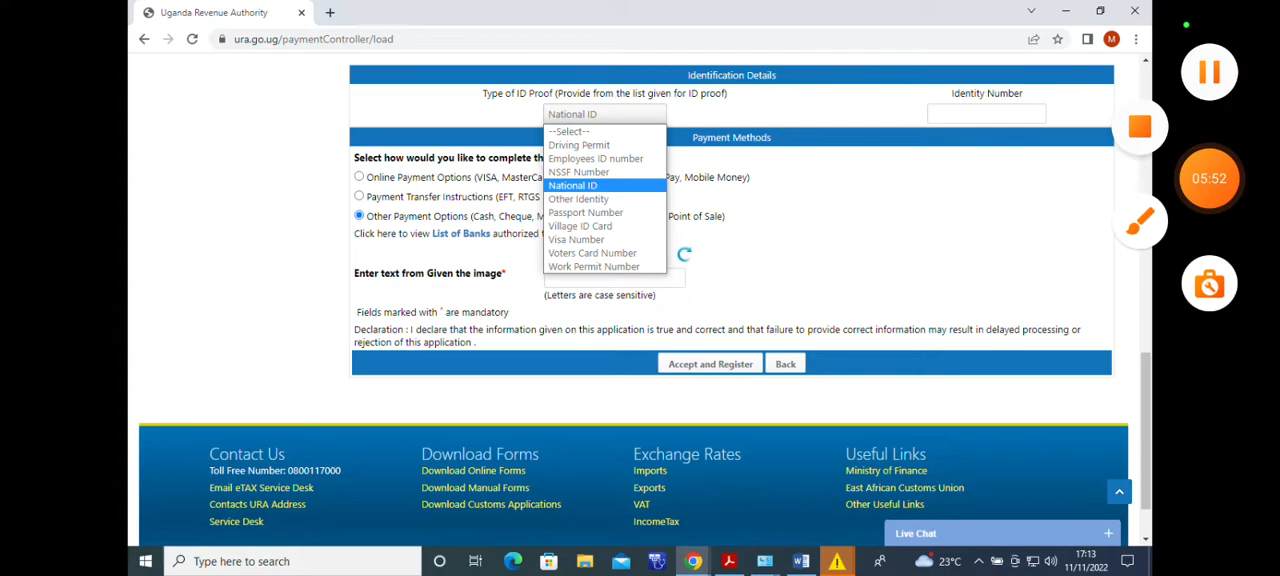 Uganda Revenue Authority
ura.go.ug/paymentController/load
M
Identification Details
Type of ID Proof (Provide from the list given for ID proof)
Identity Number
National ID
--Select--
Driving Permit
Employees ID number
NSSF Number
National ID
Other Identity
Passport Number
Village ID Card
Visa Number
Voters Card Number
Work Permit Number
Payment Methods
Select how would you like to complete th
Online Payment Options (VISA, MasterCa Pay, Mobile Money)
Payment Transfer Instructions (EFT, RTGS
Other Payment Options (Cash, Cheque, M Point of Sale)
Click here to view List of Banks authorized
Enter text from Given the image*
(Letters are case sensitive)
Fields marked with * are mandatory
Declaration : I declare that the information given on this application is true and correct and that failure to provide correct information may result in delayed processing or
rejection of this application .
Accept and Register Back
Contact Us
Toll Free Number: 0800117000
Email eTAX Service Desk
Contacts URA Address
Service Desk
Download Forms
Download Online Forms
Download Manual Forms
Download Customs Applications
Exchange Rates
Imports
Exports
VAT
IncomeTax
Useful Links
Ministry of Finance
East African Customs Union
Other Useful Links
Live Chat +
Type here to search
23°C
17:13
11/11/2022
05:52